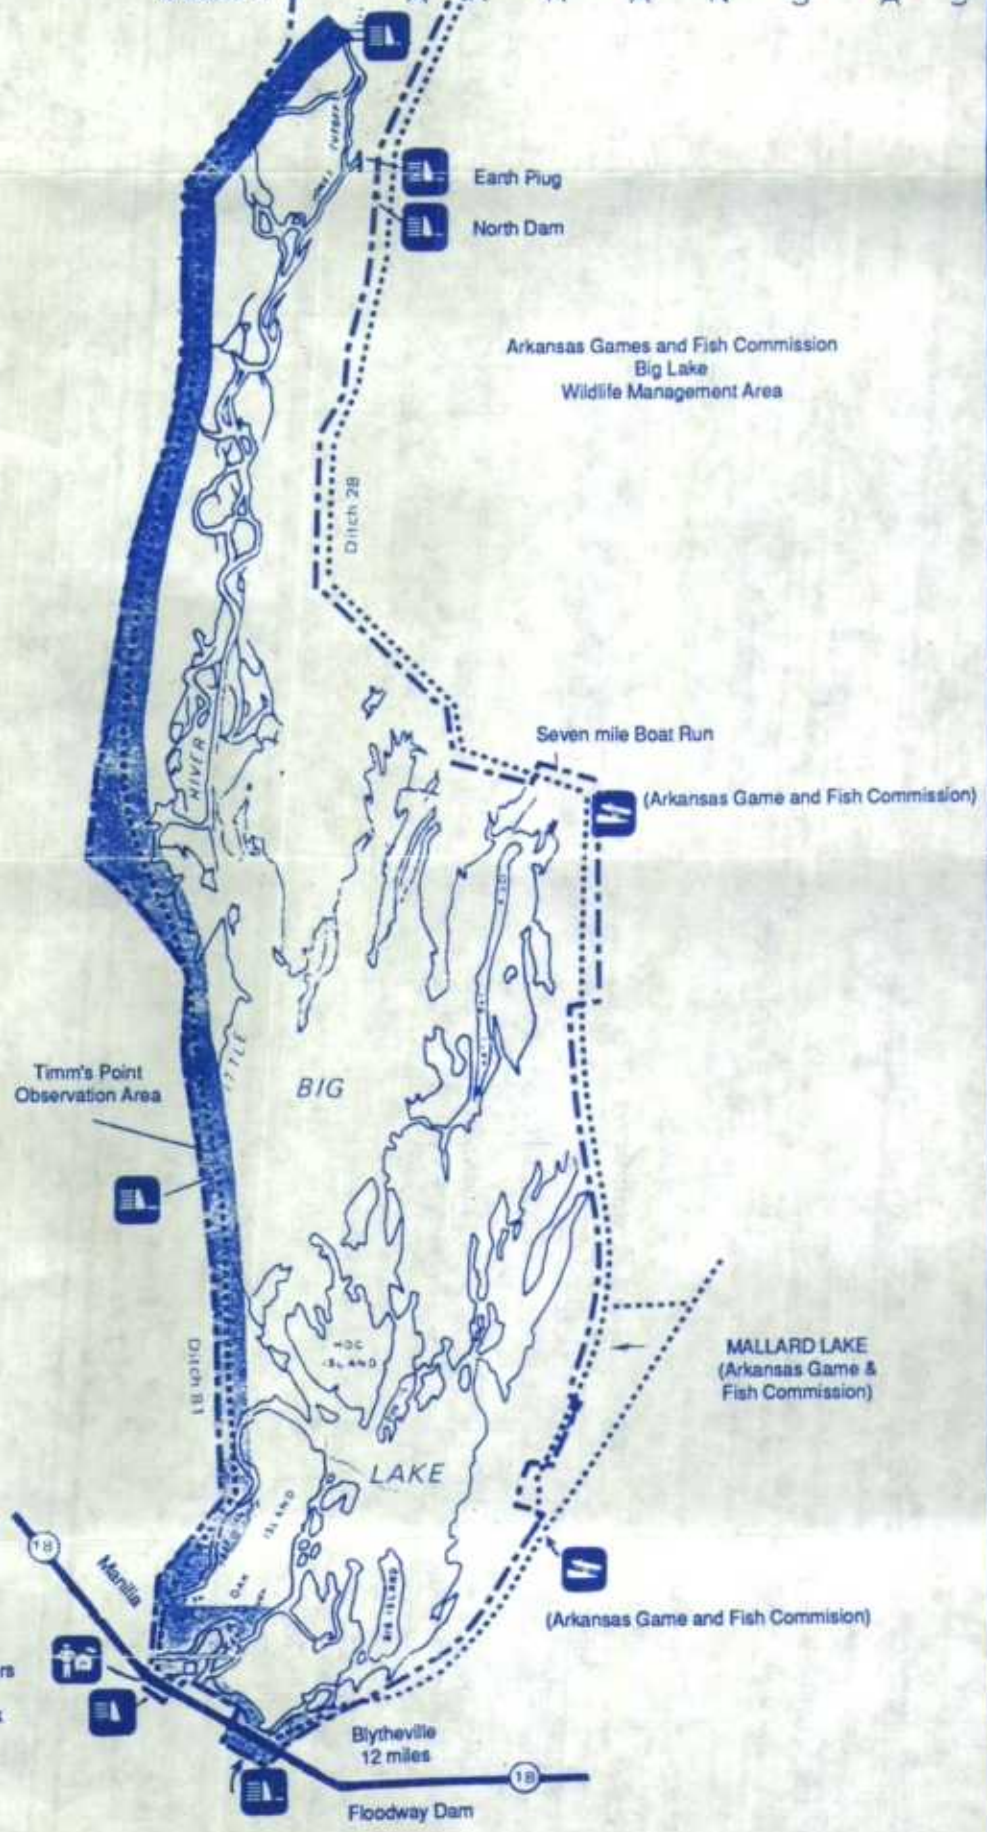 Earth Plug
North Dam
Arkansas Games and Fish Commission
Big Lake
Wildlife Management Area
Ditch 28
Seven mile Boat Run
RIVER
(Arkansas Game and Fish Commission)
Timm's Point
Observation Area
BIG
Ditch 81
HOG
ISLAND
MALLARD LAKE
(Arkansas Game &
Fish Commission)
LAKE
ISLAND
OAK
18
Manilla
(Arkansas Game and Fish Commision)
Blytheville
12 miles
18
Floodway Dam